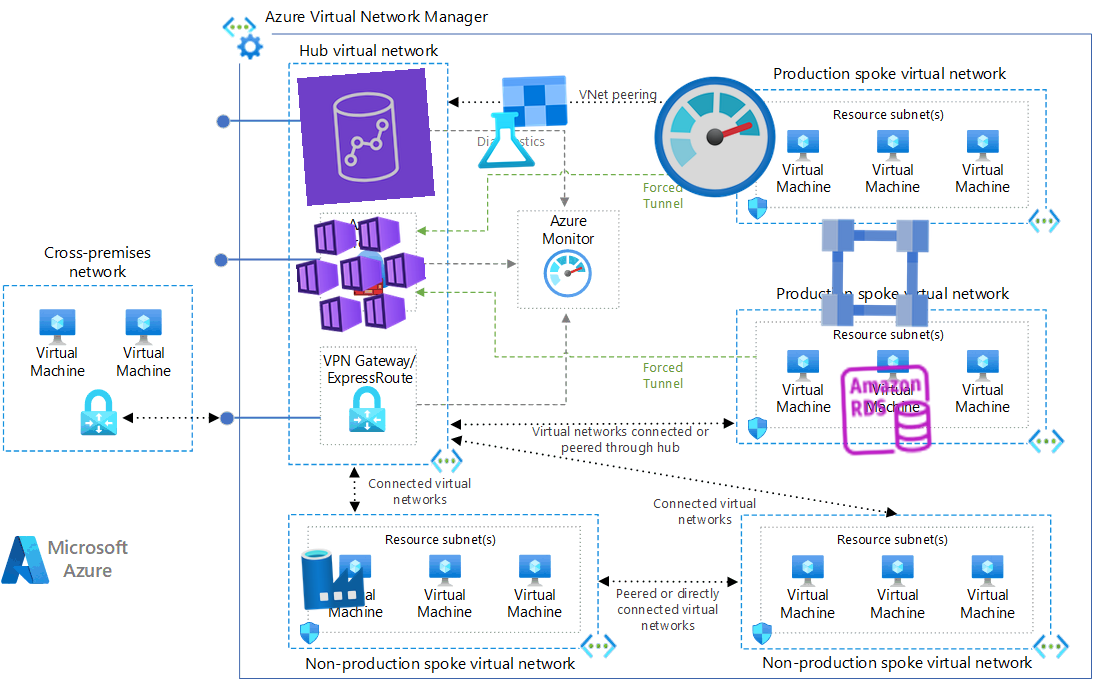 Azure Virtual Network Manager
Hub virtual network
VNet peering
Production spoke virtual network
Resource subnet(s)
Virtual
Machine
Virtual
Machine
Virtual
Machine
Forced
Tunnel
Azure
Monitor
Cross-premises
network
Virtual
Machine
Virtual
Machine
Production spoke virtual network
Resource subnet(s)
Virtual
Machine
Virtual
Machine
Virtual
Machine
Amazon
RDS
Forced
Tunnel
VPN Gateway/
ExpressRoute
Virtual networks connected or
peered through hub
Connected virtual
networks
Connected virtual
networks
Microsoft
Azure
Resource subnet(s)
Machine
Virtual
Machine
Virtual
Machine
Peered or directly
connected virtual
networks
Resource subnet(s)
Virtual
Machine
Virtual
Machine
Virtual
Machine
Non-production spoke virtual network
Non-production spoke virtual network